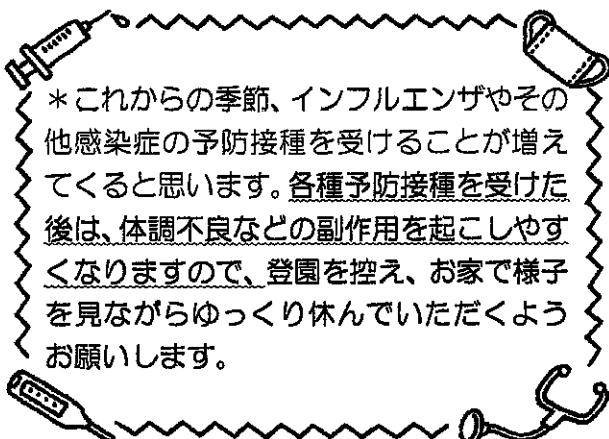 ＊これからの季節、インフルエンザやその
他感染症の予防接種を受けることが増え
てくると思います。各種予防接種を受けた
後は、体調不良などの副作用を起こしやす
くなりますので、登園を控え、お家で様子
を見ながらゆっくり休んでいただくよう
お願いします。